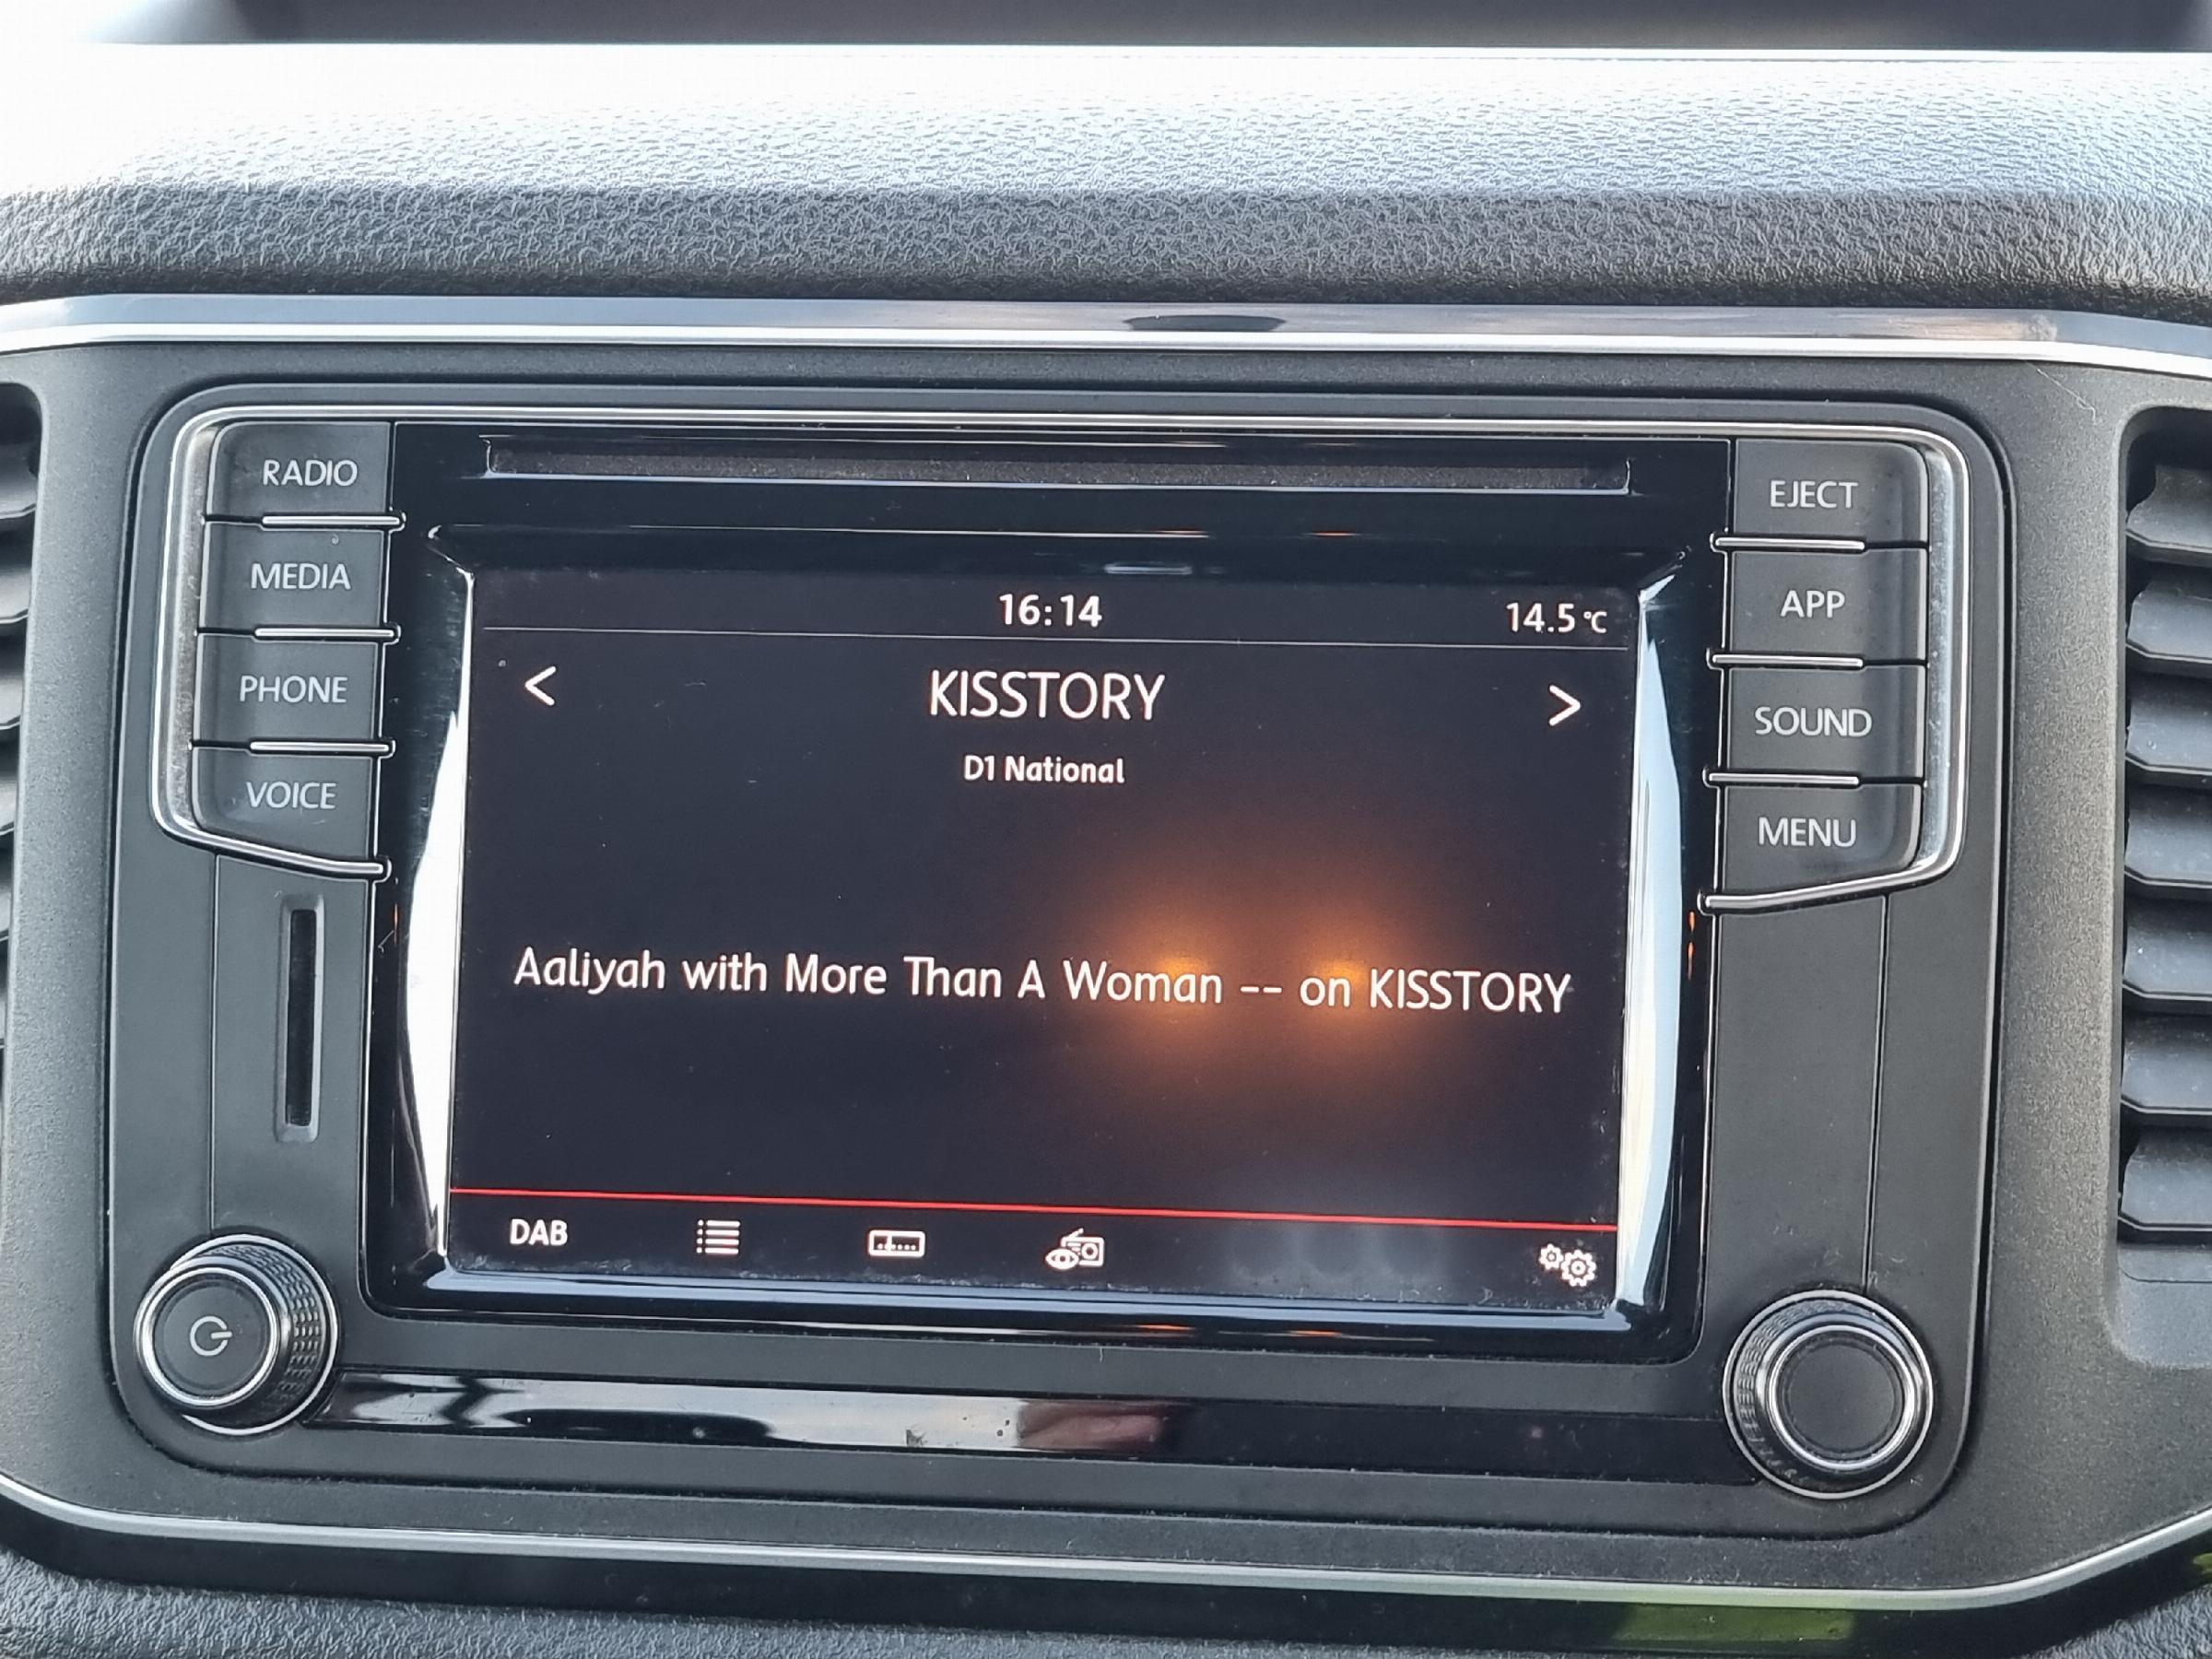 RADIO
MEDIA
PHONE
VOICE
EJECT
APP
SOUND
MENU
16:14
14.5°C
< KISSTORY >
D1 National
Aaliyah with More Than A Woman -- on KISSTORY
DAB